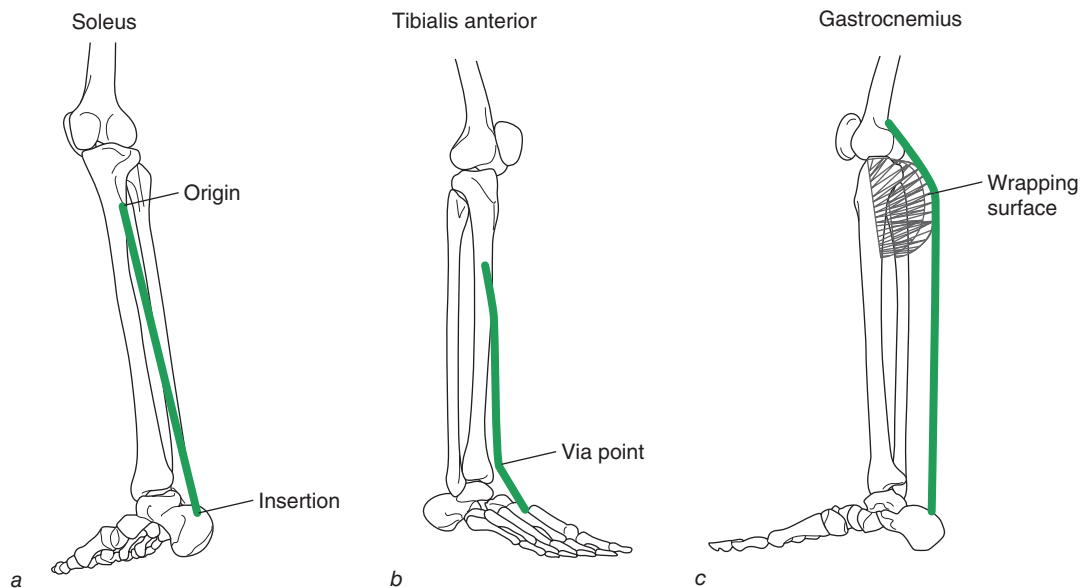 Soleus
Tibialis anterior
Gastrocnemius
Origin
Wrapping
surface
Via point
Insertion
a
b
c